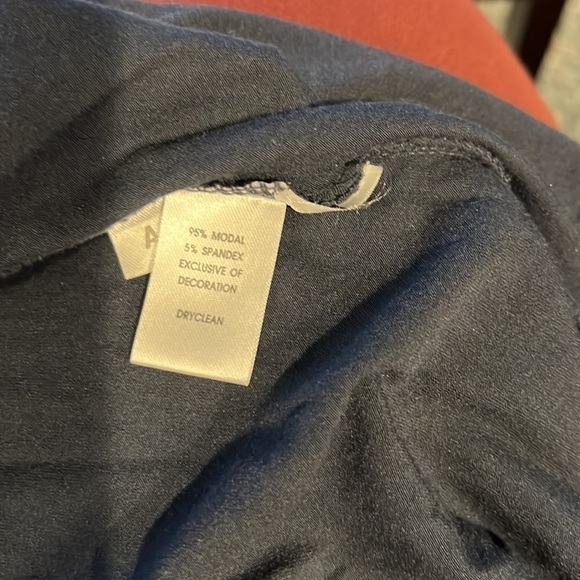 A
95% MODAL
5% SPANDEX
EXCLUSIVE OF
DECORATION
DRYCLEAN